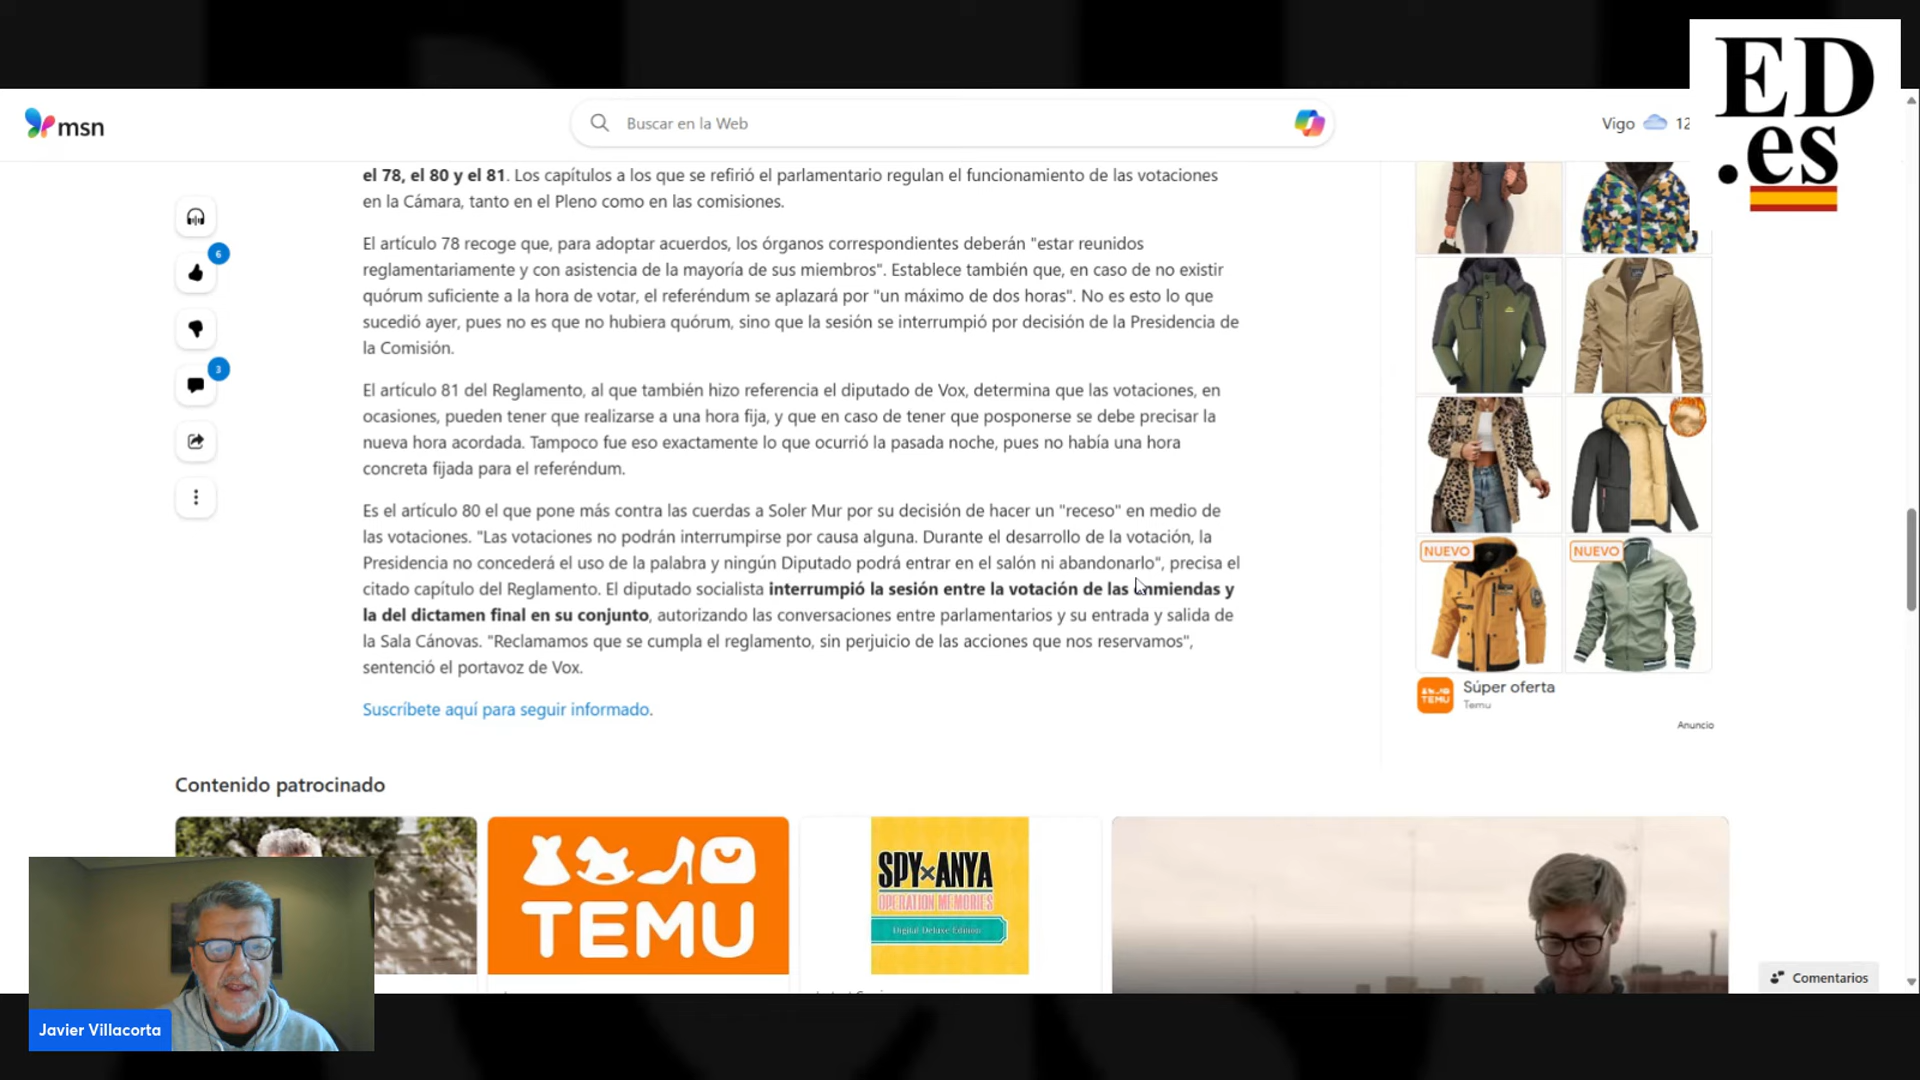 ED
.es
msn
Buscar en la Web
Vigo
12
el 78, el 80 y el 81. Los capítulos a los que se refirió el parlamentario regulan el funcionamiento de las votaciones
en la Cámara, tanto en el Pleno como en las comisiones.
6
El artículo 78 recoge que, para adoptar acuerdos, los órganos correspondientes deberán "estar reunidos
reglamentariamente y con asistencia de la mayoría de sus miembros". Establece también que, en caso de no existir
quórum suficiente a la hora de votar, el referéndum se aplazará por "un máximo de dos horas". No es esto lo que
sucedió ayer, pues no es que no hubiera quórum, sino que la sesión se interrumpió por decisión de la Presidencia de
la Comisión.
3
El artículo 81 del Reglamento, al que también hizo referencia el diputado de Vox, determina que las votaciones, en
ocasiones, pueden tener que realizarse a una hora fija, y que en caso de tener que posponerse se debe precisar la
nueva hora acordada. Tampoco fue eso exactamente lo que ocurrió la pasada noche, pues no había una hora
concreta fijada para el referéndum.
Es el artículo 80 el que pone más contra las cuerdas a Soler Mur por su decisión de hacer un "receso" en medio de
las votaciones. "Las votaciones no podrán interrumpirse por causa alguna. Durante el desarrollo de la votación, la
Presidencia no concederá el uso de la palabra y ningún Diputado podrá entrar en el salón ni abandonarlo", precisa el
citado capítulo del Reglamento. El diputado socialista interrumpió la sesión entre la votación de las enmiendas y
la del dictamen final en su conjunto, autorizando las conversaciones entre parlamentarios y su entrada y salida de
la Sala Cánovas. "Reclamamos que se cumpla el reglamento, sin perjuicio de las acciones que nos reservamos",
sentenció el portavoz de Vox.
Suscríbete aquí para seguir informado.
NUEVO
NUEVO
TEMU
Súper oferta
Temu
Anuncio
Contenido patrocinado
TEMU
SPY×ANYA
OPERATION MEMORIES
Digital Deluxe Edition
Comentarios
Javier Villacorta